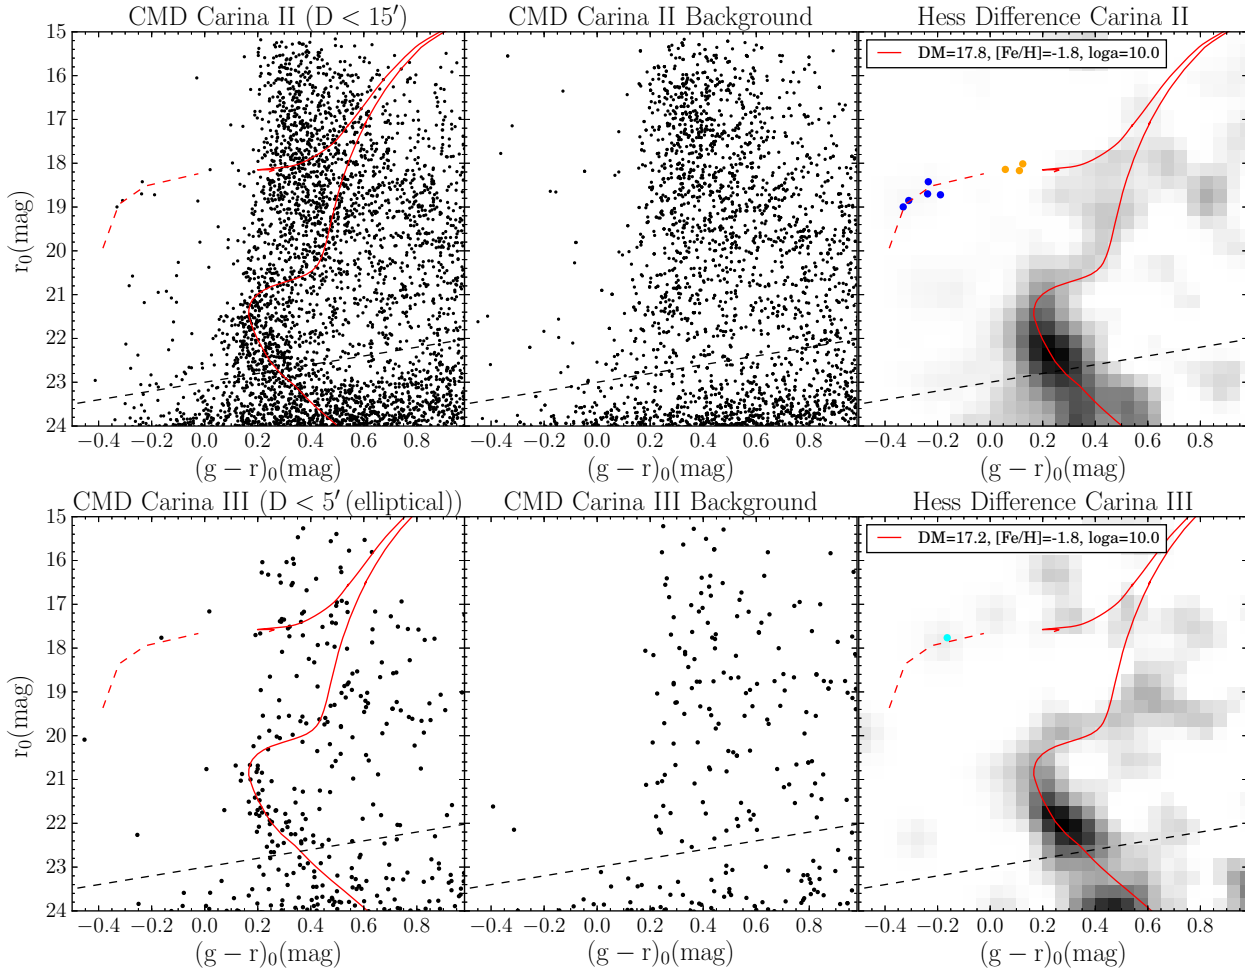 CMD Carina II (D < 15′)
CMD Carina II Background
Hess Difference Carina II
15
16
17
18
19
20
21
22
23
24
r₀(mag)
DM=17.8, [Fe/H]=-1.8, loga=10.0
−0.4 −0.2 0.0 0.2 0.4 0.6 0.8
−0.4 −0.2 0.0 0.2 0.4 0.6 0.8
−0.4 −0.2 0.0 0.2 0.4 0.6 0.8
(g − r)₀(mag)
(g − r)₀(mag)
(g − r)₀(mag)
CMD Carina III (D < 5′ (elliptical))
CMD Carina III Background
Hess Difference Carina III
15
16
17
18
19
20
21
22
23
24
r₀(mag)
DM=17.2, [Fe/H]=-1.8, loga=10.0
−0.4 −0.2 0.0 0.2 0.4 0.6 0.8
−0.4 −0.2 0.0 0.2 0.4 0.6 0.8
−0.4 −0.2 0.0 0.2 0.4 0.6 0.8
(g − r)₀(mag)
(g − r)₀(mag)
(g − r)₀(mag)